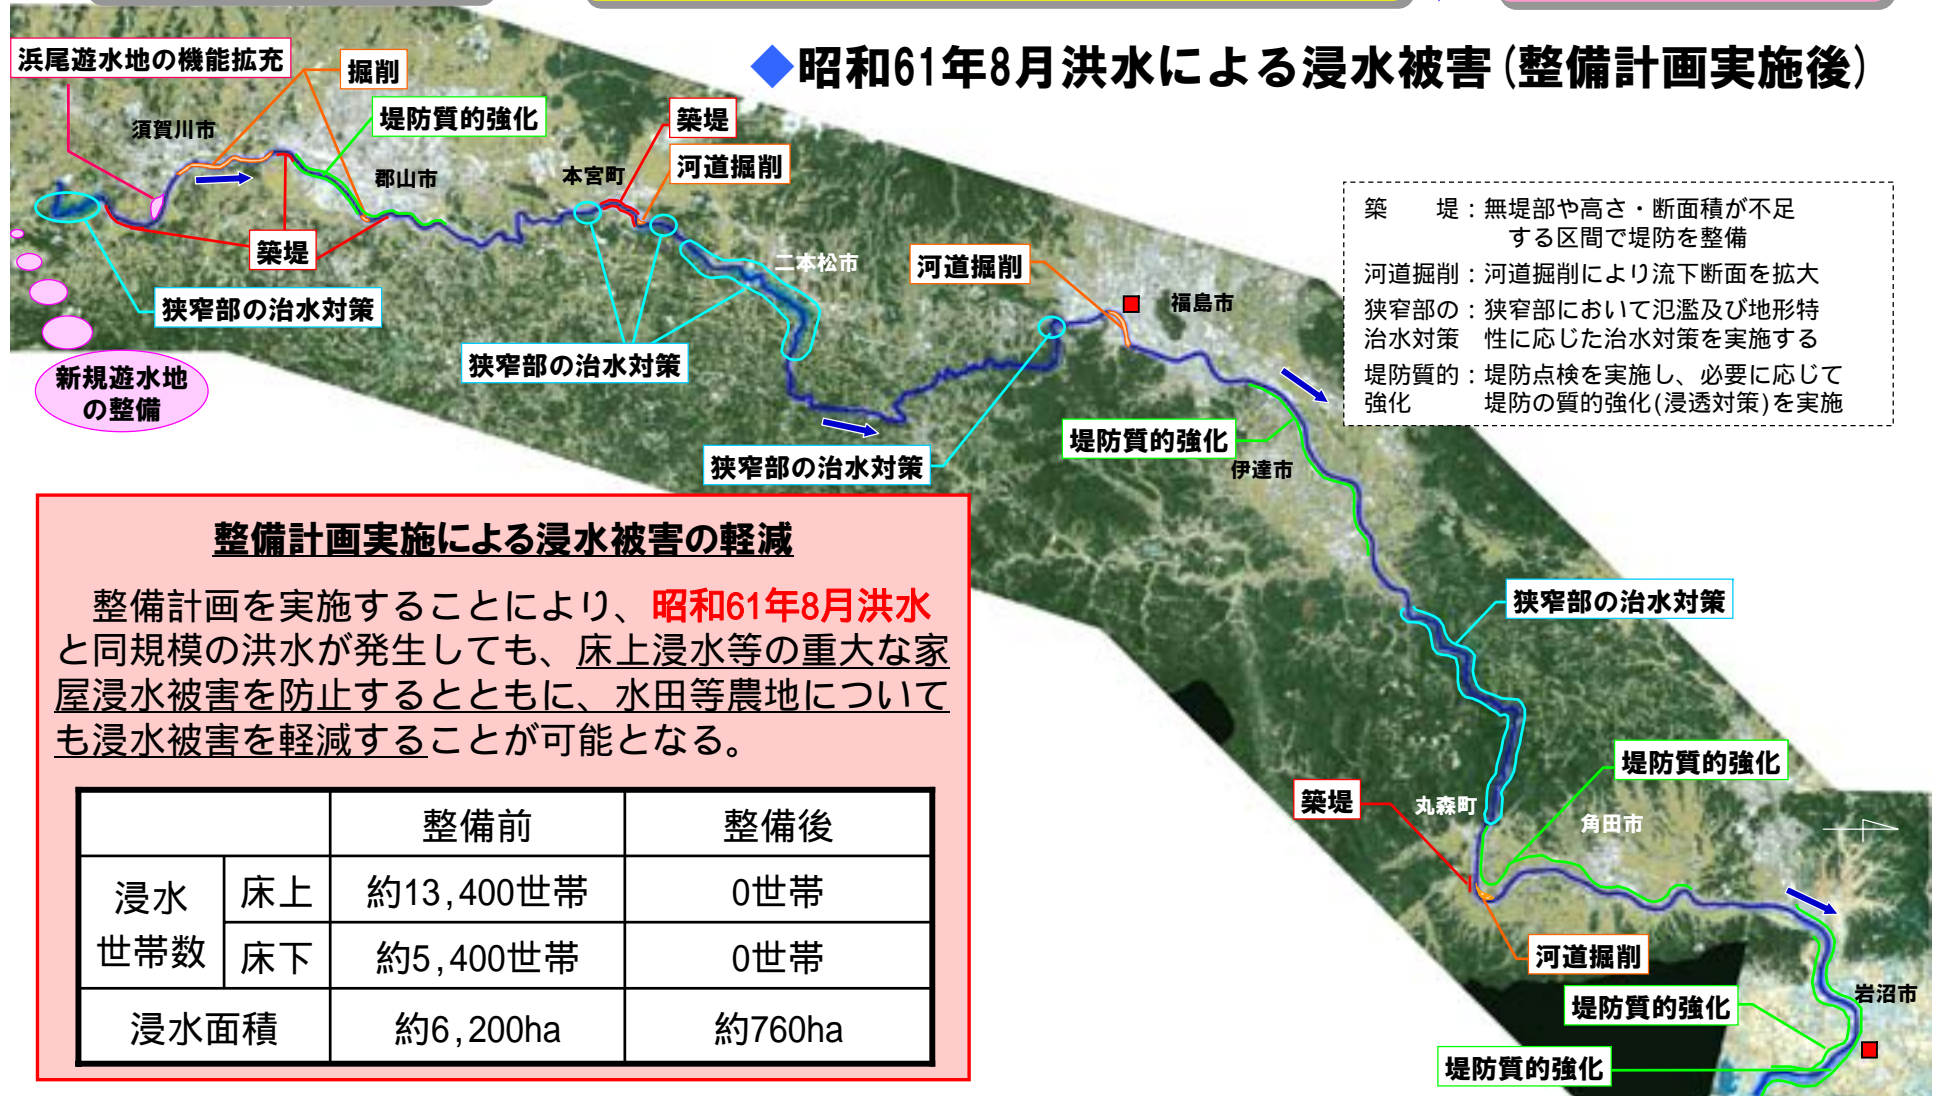 ◆昭和61年8月洪水による浸水被害(整備計画実施後)
浜尾遊水地の機能拡充
掘削
堤防質的強化
須賀川市
郡山市
築堤
狭窄部の治水対策
新規遊水地
の整備
本宮町
築堤
河道掘削
二本松市
狭窄部の治水対策
河道掘削
福島市
狭窄部の治水対策
堤防質的強化
伊達市
築　　堤：無堤部や高さ・断面積が不足
する区間で堤防を整備
河道掘削：河道掘削により流下断面を拡大
狭窄部の：狭窄部において氾濫及び地形特
治水対策　性に応じた治水対策を実施する
堤防質的：堤防点検を実施し、必要に応じて
強化　　　堤防の質的強化(浸透対策)を実施
狭窄部の治水対策
堤防質的強化
築堤
丸森町
角田市
河道掘削
堤防質的強化
岩沼市
堤防質的強化
整備計画実施による浸水被害の軽減
整備計画を実施することにより、昭和61年8月洪水
と同規模の洪水が発生しても、床上浸水等の重大な家
屋浸水被害を防止するとともに、水田等農地について
も浸水被害を軽減することが可能となる。
整備前 整備後
浸水
世帯数
床上 約13,400世帯 0世帯
床下 約5,400世帯 0世帯
浸水面積 約6,200ha 約760ha